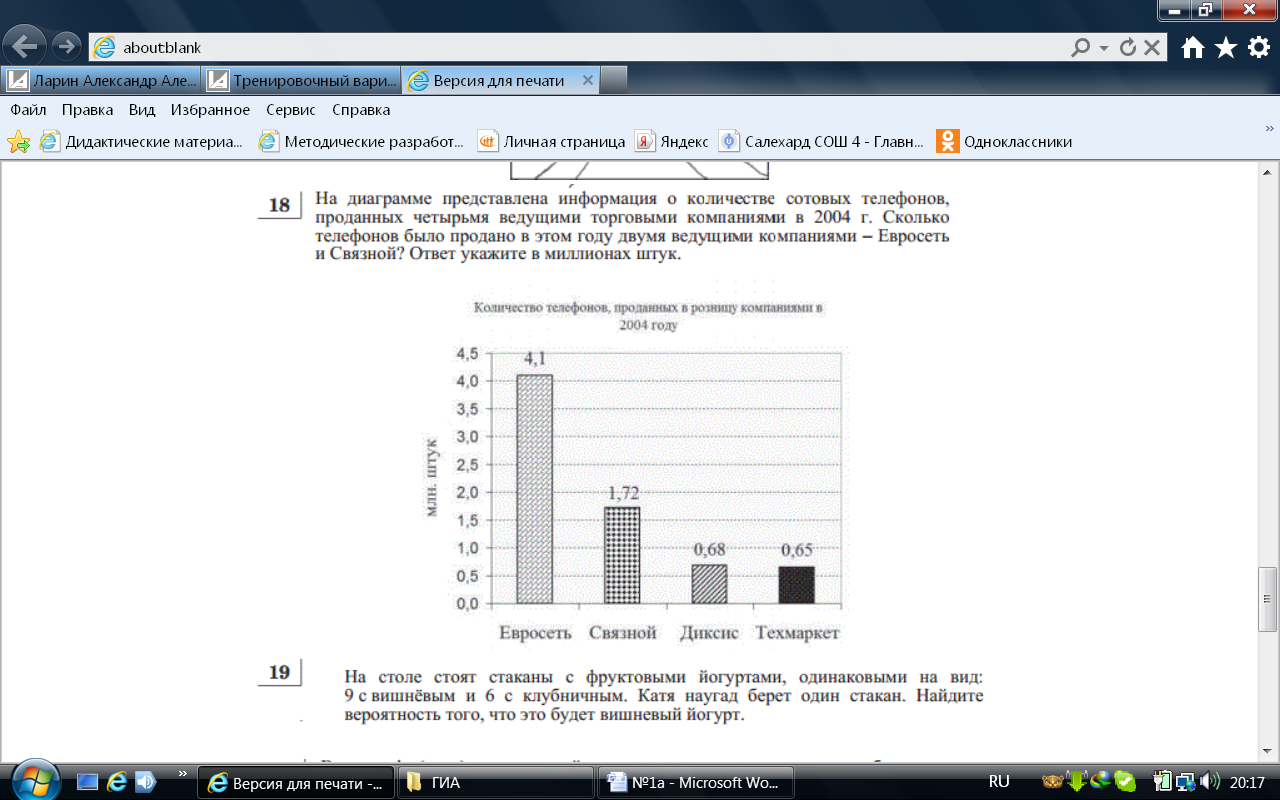 about:blank
Ларин Александр Але...
Тренировочный вари...
Версия для печати
Файл Правка Вид Избранное Сервис Справка
Дидактические материа... Методические разработ... Личная страница Яндекс Салехард СОШ 4 - Главн... Одноклассники
18
На диаграмме представлена информация о количестве сотовых телефонов,
проданных четырьмя ведущими торговыми компаниями в 2004 г. Сколько
телефонов было продано в этом году двумя ведущими компаниями – Евросеть
и Связной? Ответ укажите в миллионах штук.
Количество телефонов, проданных в розницу компаниями в
2004 году
млн. штук
4,5
4,0
3,5
3,0
2,5
2,0
1,5
1,0
0,5
0,0
4,1
1,72
0,68
0,65
Евросеть Связной Диксис Техмаркет
19
На столе стоят стаканы с фруктовыми йогуртами, одинаковыми на вид:
9 с вишнёвым и 6 с клубничным. Катя наугад берет один стакан. Найдите
вероятность того, что это будет вишневый йогурт.
Версия для печати -...
ГИА
№1а - Microsoft Wo...
RU
20:17